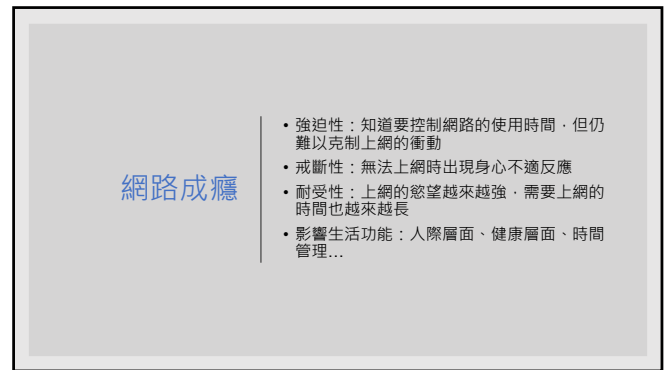 網路成癮
• 強迫性：知道要控制網路的使用時間，但仍
難以克制上網的衝動
• 戒斷性：無法上網時出現身心不適反應
• 耐受性：上網的慾望越來越強，需要上網的
時間也越來越長
• 影響生活功能：人際層面、健康層面、時間
管理…